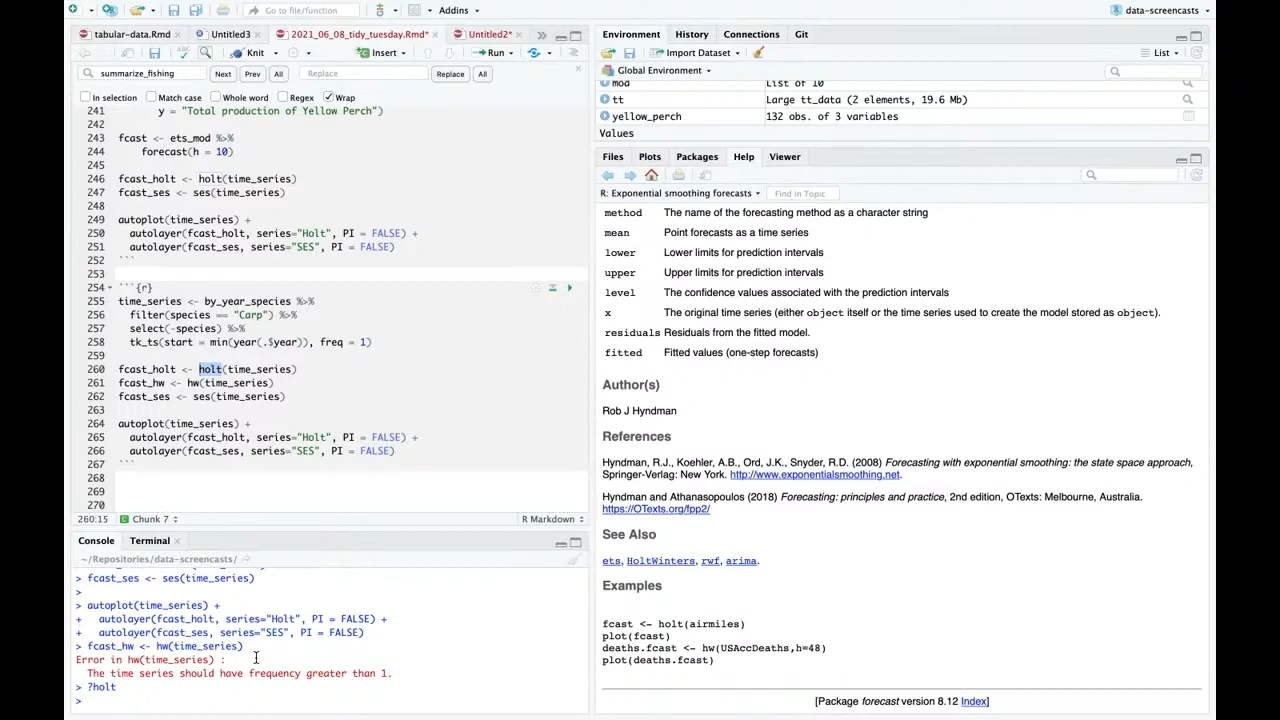 Go to file/function
Addins
data-screencasts
tabular-data.Rmd
Untitled3
2021_06_08_tidy_tuesday.Rmd*
Untitled2*
Knit
Insert
Run
summarize_fishing
Next
Prev
All
Replace
Replace
All
In selection
Match case
Whole word
Regex
Wrap
241 y = "Total production of Yellow Perch")
242
243 fcast <- ets_mod %>%
244 forecast(h = 10)
245
246 fcast_holt <- holt(time_series)
247 fcast_ses <- ses(time_series)
248
249 autoplot(time_series) +
250 autolayer(fcast_holt, series="Holt", PI = FALSE) +
251 autolayer(fcast_ses, series="SES", PI = FALSE)
252 ```
253
254 ```{r}
255 time_series <- by_year_species %>%
256 filter(species == "Carp") %>%
257 select(-species) %>%
258 tk_ts(start = min(year(.$year)), freq = 1)
259
260 fcast_holt <- holt(time_series)
261 fcast_hw <- hw(time_series)
262 fcast_ses <- ses(time_series)
263
264 autoplot(time_series) +
265 autolayer(fcast_holt, series="Holt", PI = FALSE) +
266 autolayer(fcast_ses, series="SES", PI = FALSE)
267 ```
268
269
270
260:15 Chunk 7 R Markdown
Console Terminal
~/Repositories/data-screencasts/
> fcast_ses <- ses(time_series)
>
> autoplot(time_series) +
+ autolayer(fcast_holt, series="Holt", PI = FALSE) +
+ autolayer(fcast_ses, series="SES", PI = FALSE)
> fcast_hw <- hw(time_series)
Error in hw(time_series) :
The time series should have frequency greater than 1.
> ?holt
>
Environment History Connections Git
Import Dataset
List
Global Environment
mod List of 10
tt Large tt_data (2 elements, 19.6 Mb)
yellow_perch 132 obs. of 3 variables
Values
Files Plots Packages Help Viewer
R: Exponential smoothing forecasts
Find in Topic
method The name of the forecasting method as a character string
mean Point forecasts as a time series
lower Lower limits for prediction intervals
upper Upper limits for prediction intervals
level The confidence values associated with the prediction intervals
x The original time series (either object itself or the time series used to create the model stored as object).
residuals Residuals from the fitted model.
fitted Fitted values (one-step forecasts)
Author(s)
Rob J Hyndman
References
Hyndman, R.J., Koehler, A.B., Ord, J.K., Snyder, R.D. (2008) Forecasting with exponential smoothing: the state space approach,
Springer-Verlag: New York. http://www.exponentialsmoothing.net.
Hyndman and Athanasopoulos (2018) Forecasting: principles and practice, 2nd edition, OTexts: Melbourne, Australia.
https://OTexts.org/fpp2/
See Also
ets, HoltWinters, rwf, arima.
Examples
fcast <- holt(airmiles)
plot(fcast)
deaths.fcast <- hw(USAccDeaths,h=48)
plot(deaths.fcast)
[Package forecast version 8.12 Index]